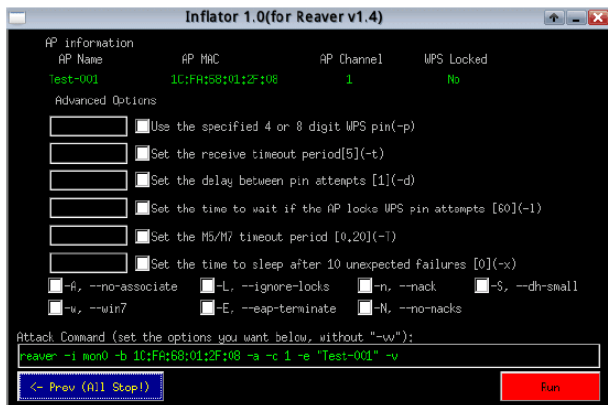 Inflator 1.0(for Reaver v1.4)
AP information
AP Name AP MAC AP Channel WPS Locked
Test-001 1C:FA:68:01:2F:08 1 No
Advanced Options
Use the specified 4 or 8 digit WPS pin(-p)
Set the receive timeout period[5](-t)
Set the delay between pin attempts [1](-d)
Set the time to wait if the AP locks WPS pin attempts [60](-l)
Set the M5/M7 timeout period [0.20](-T)
Set the time to sleep after 10 unexpected failures [0](-x)
-A, --no-associate -L, --ignore-locks -n, --nack -S, --dh-small
-w, --win7 -E, --eap-terminate -N, --no-nacks
Attack Command (set the options you want below, without "-vv"):
reaver -i mon0 -b 1C:FA:68:01:2F:08 -a -c 1 -e "Test-001" -v
<- Prev (All Stop!) Run